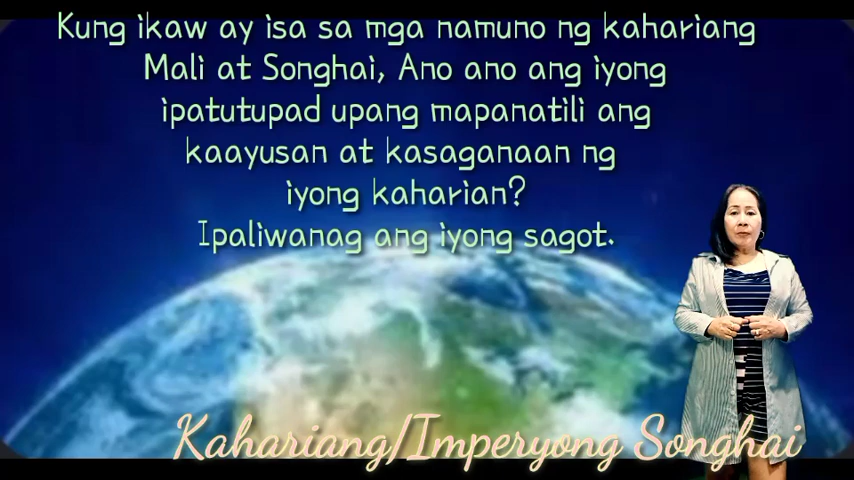 Kung ikaw ay isa sa mga namuno ng kahariang
Mali at Songhai, Ano ano ang iyong
ipatutupad upang mapanatili ang
kaayusan at kasaganaan ng
iyong kaharian?
Ipaliwanag ang iyong sagot.
Kahariang/Imperyong Songhai